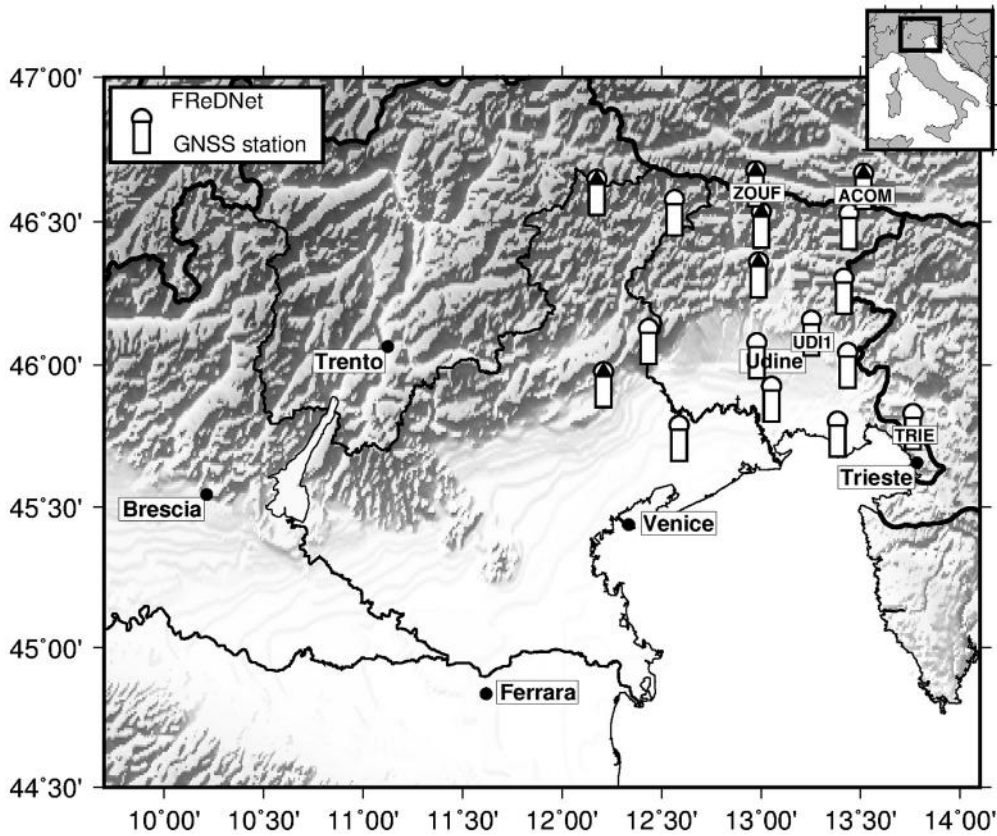 47°00'
FReDNet
GNSS station
ZOUF
ACOM
46°30'
UDI1
Trento
Udine
46°00'
TRIE
Trieste
Brescia
45°30'
Venice
45°00'
Ferrara
44°30'
10°00' 10°30' 11°00' 11°30' 12°00' 12°30' 13°00' 13°30' 14°00'